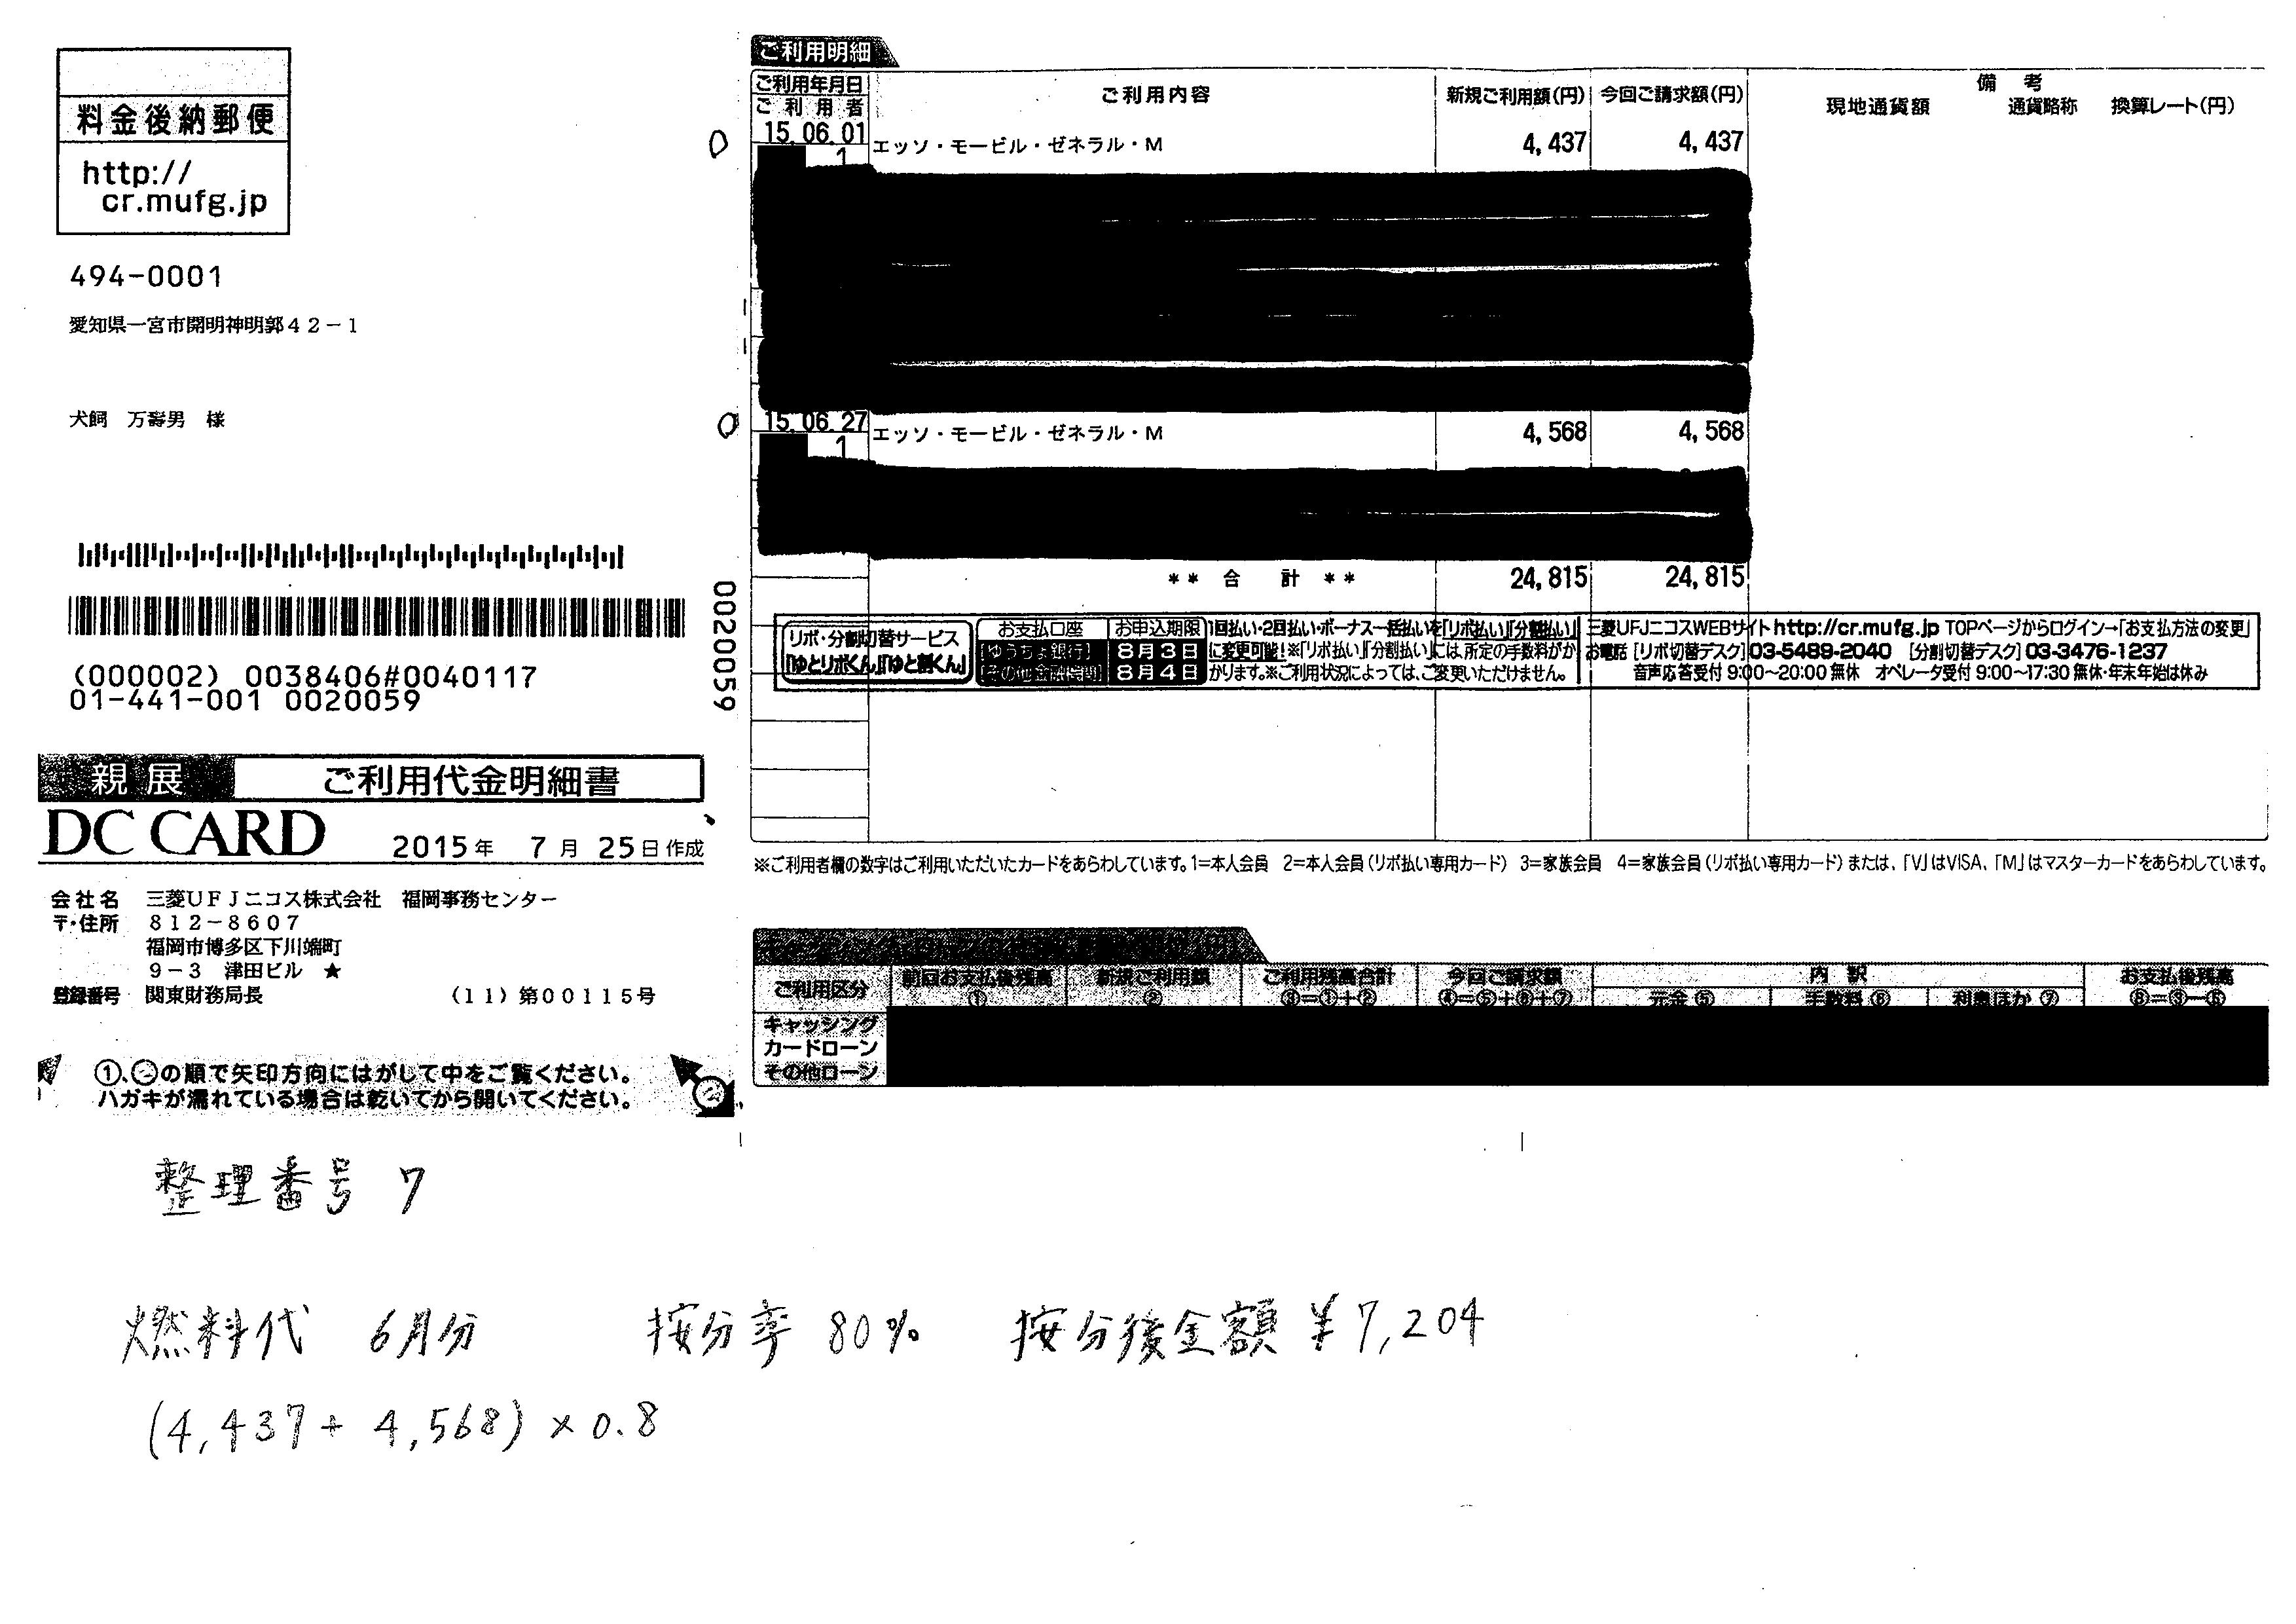 料金後納郵便
http://
cr.mufg.jp
494-0001
愛知県一宮市開明神明郭42-1
犬飼 万壽男 様
(000002) 0038406#0040117
01-441-001 0020059
0020059
親展 ご利用代金明細書
DC CARD 2015年 7月 25日作成
会社名 三菱UFJニコス株式会社 福岡事務センター
〒・住所 812-8607
福岡市博多区下川端町
9-3 津田ビル ★
登録番号 関東財務局長 (11)第00115号
①、②の順で矢印方向にはがして中をご覧ください。
ハガキが濡れている場合は乾いてから開いてください。
ご利用明細
ご利用年月日 ご利用者 ご利用内容 新規ご利用額(円) 今回ご請求額(円) 備考 現地通貨額 通貨略称 換算レート(円)
15.06.01 1 エッソ・モービル・ゼネラル・M 4,437 4,437
15.06.27 1 エッソ・モービル・ゼネラル・M 4,568 4,568
** 合 計 ** 24,815 24,815
リボ・分割切替サービス
「ゆとリボくん」「ゆと割くん」
お支払口座 お申込期限
ゆうちょ銀行 8月3日
その他金融機関 8月4日
1回払い・2回払い・ボーナス一括払いを「リボ払い」「分割払い」
に変更可能!※「リボ払い」「分割払い」には、所定の手数料がか
かります。※ご利用状況によっては、ご変更いただけません。
三菱UFJニコスWEBサイト http://cr.mufg.jp TOPページからログイン→「お支払方法の変更」
お電話 [リボ切替デスク] 03-5489-2040 [分割切替デスク] 03-3476-1237
音声応答受付 9:00~20:00 無休 オペレータ受付 9:00~17:30 無休・年末年始は休み
※ご利用者欄の数字はご利用いただいたカードをあらわしています。1=本人会員 2=本人会員(リボ払い専用カード) 3=家族会員 4=家族会員(リボ払い専用カード)または、「V」はVISA、「M」はマスターカードをあらわしています。
ご利用区分 前回お支払後残高① 新規ご利用額② ご利用残高合計③=①+② 今回ご請求額④=⑤+⑥+⑦ 内訳 元金⑤ 手数料⑥ 利息ほか⑦ お支払後残高
キャッシング
カードローン
その他ローン
整理番号 7
燃料代 6月分 按分率 80% 按分後金額 ¥7,204
(4,437+ 4,568) × 0.8